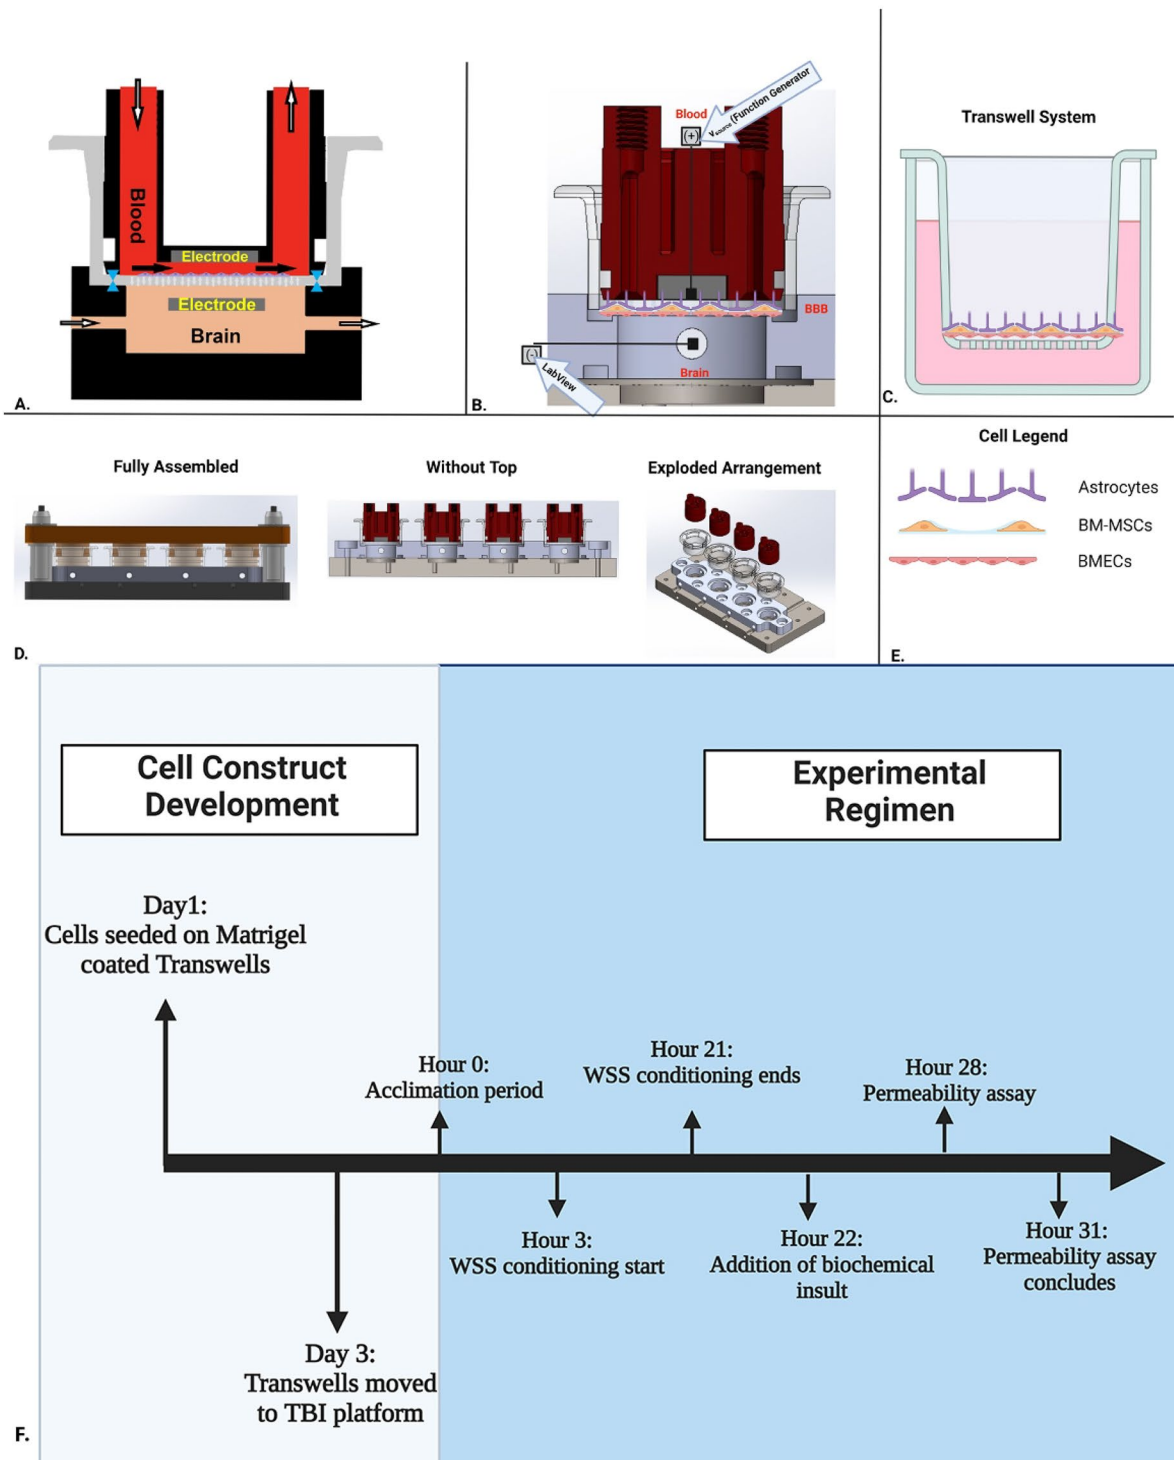 Blood
Electrode
Electrode
Brain
A.
Blood
(+)
Vsource (Function Generator
BBB
(-)
LabView
Brain
B.
Transwell System
C.
Fully Assembled
Without Top
Exploded Arrangement
D.
Cell Legend
Astrocytes
BM-MSCs
BMECs
E.
Cell Construct
Development
Experimental
Regimen
Day1:
Cells seeded on Matrigel
coated Transwells
Hour 0:
Acclimation period
Hour 21:
WSS conditioning ends
Hour 28:
Permeability assay
Hour 3:
WSS conditioning start
Hour 22:
Addition of biochemical
insult
Hour 31:
Permeability assay
concludes
Day 3:
Transwells moved
to TBI platform
F.